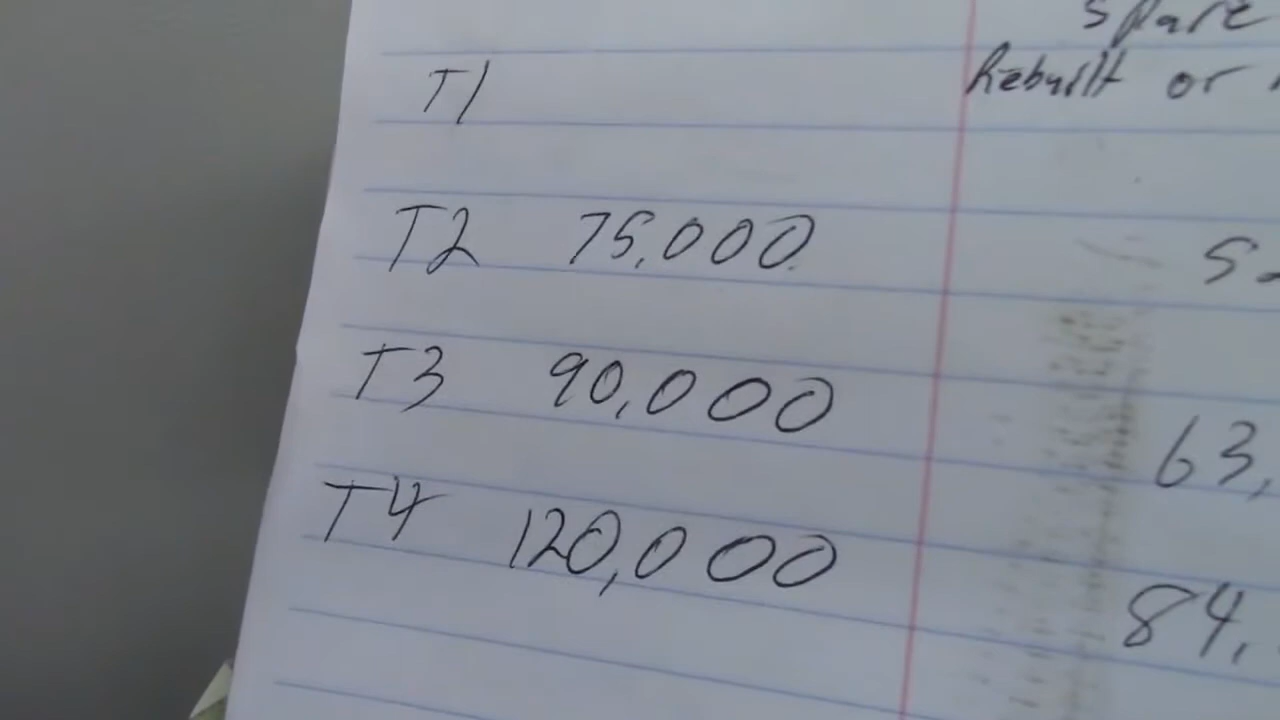 spare
Rebuilt or
T1
T2 75,000
T3 90,000 63,
T4 120,000 84,